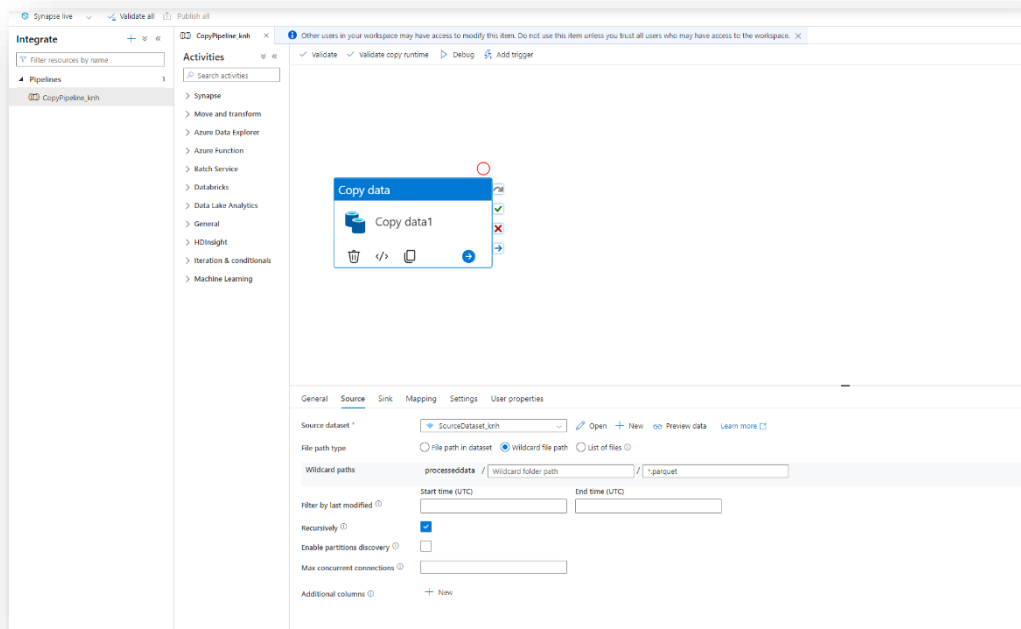 Synapse live
Validate all
Publish all
Integrate
Filter resources by name
Pipelines 1
CopyPipeline_knh
CopyPipeline_knh
Other users in your workspace may have access to modify this item. Do not use this item unless you trust all users who may have access to the workspace.
Activities
Search activities
Synapse
Move and transform
Azure Data Explorer
Azure Function
Batch Service
Databricks
Data Lake Analytics
General
HDInsight
Iteration & conditionals
Machine Learning
Validate
Validate copy runtime
Debug
Add trigger
Copy data
Copy data1
General Source Sink Mapping Settings User properties
Source dataset * SourceDataset_knh Open New Preview data Learn more
File path type File path in dataset Wildcard file path List of files
Wildcard paths processeddata / Wildcard folder path / *.parquet
Start time (UTC) End time (UTC)
Filter by last modified
Recursively
Enable partitions discovery
Max concurrent connections
Additional columns New